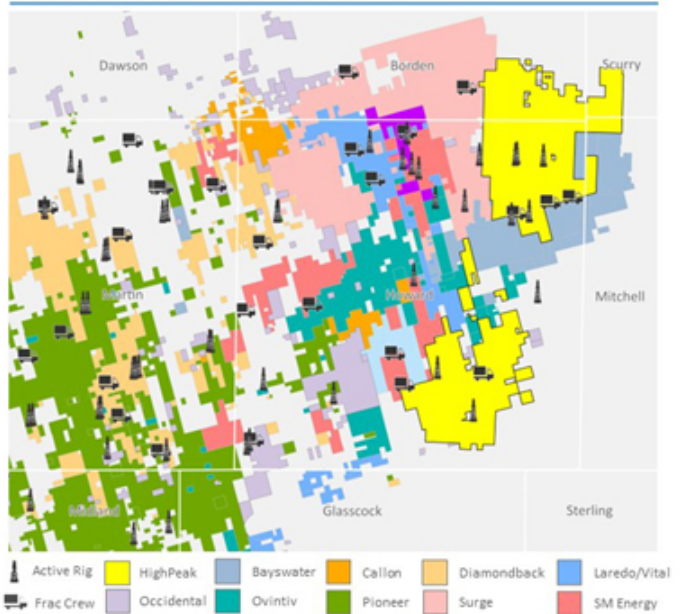 Dawson
Borden
Scurry
Martin
Howard
Mitchell
Midland
Glasscock
Sterling
Active Rig
HighPeak
Bayswater
Callon
Diamondback
Laredo/Vital
Frac Crew
Occidental
Ovintiv
Pioneer
Surge
SM Energy